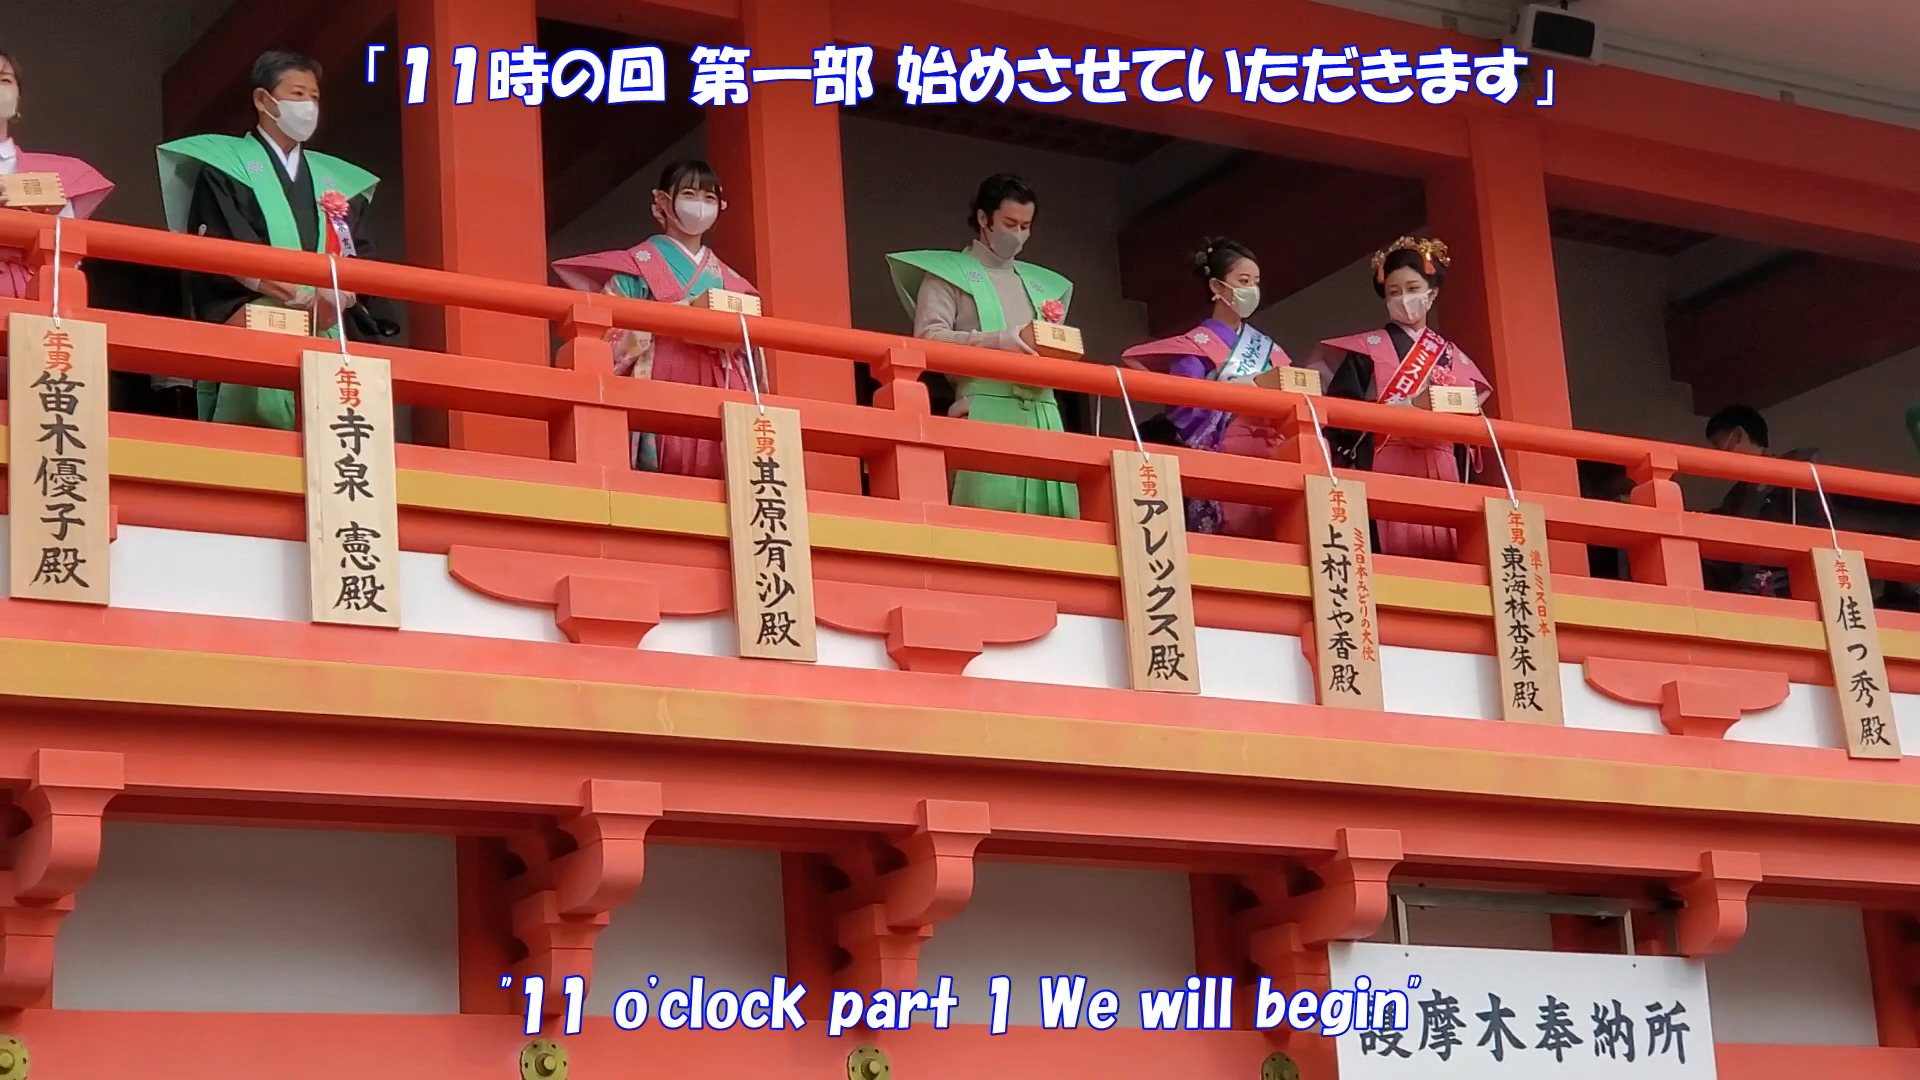 「11時の回 第一部 始めさせていただきます」
年男
笛木優子殿
年男
寺泉 憲殿
年男
其原有沙殿
年男
アレックス殿
年男
ミス日本みどりの大使
上村さや香殿
年男
準ミス日本
東海林杏朱殿
年男
佳つ秀殿
"11 o'clock part 1 We will begin"
護摩木奉納所